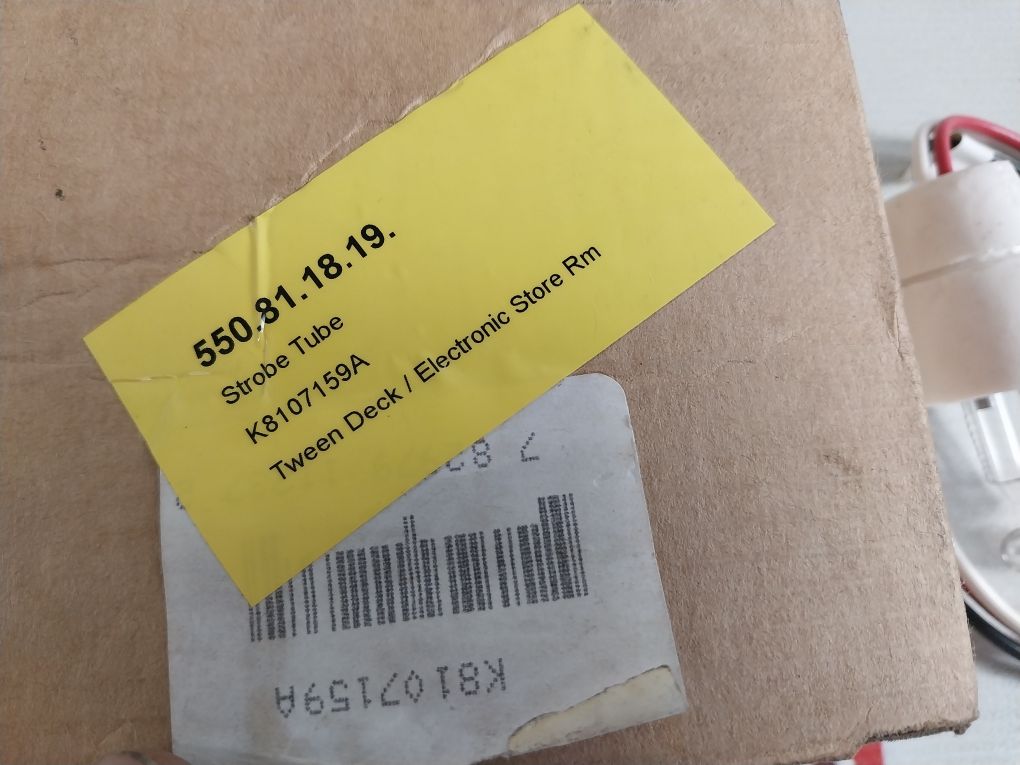 550.81.18.19.
Strobe Tube
K8107159A
Tween Deck / Electronic Store Rm
K8107159A